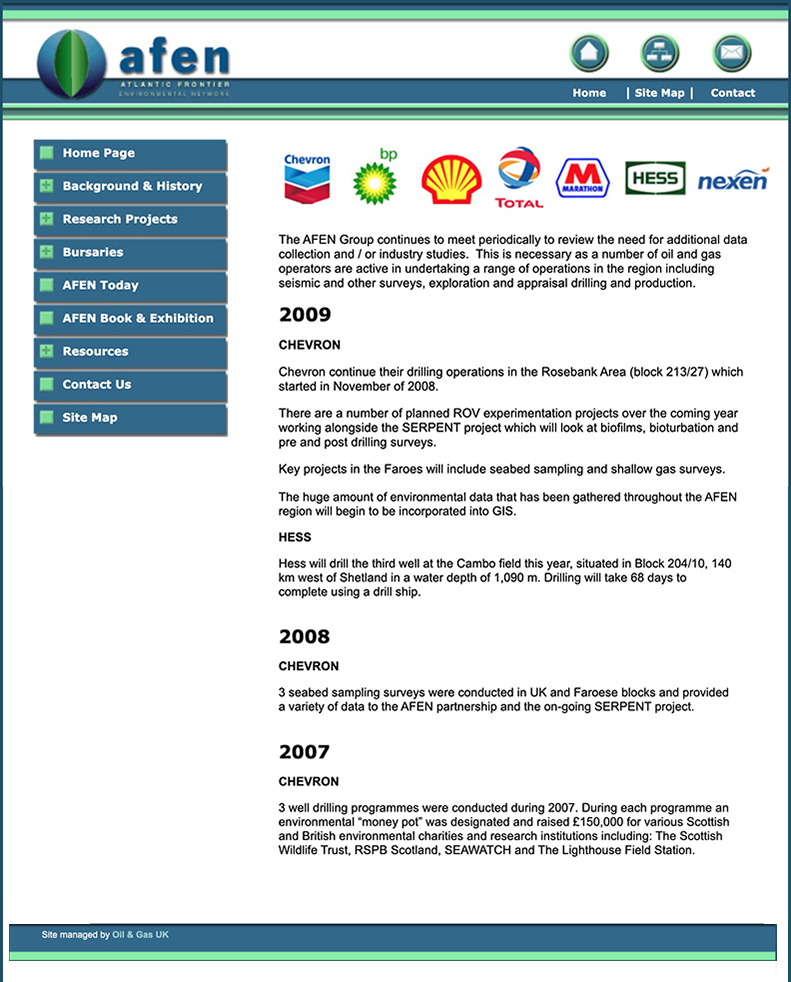 afen
ATLANTIC FRONTIER
ENVIRONMENTAL NETWORK
Home | Site Map | Contact
Home Page
Background & History
Research Projects
Bursaries
AFEN Today
AFEN Book & Exhibition
Resources
Contact Us
Site Map
Chevron
bp
TOTAL
MARATHON
HESS
nexen
The AFEN Group continues to meet periodically to review the need for additional data
collection and / or industry studies.  This is necessary as a number of oil and gas
operators are active in undertaking a range of operations in the region including
seismic and other surveys, exploration and appraisal drilling and production.
2009
CHEVRON
Chevron continue their drilling operations in the Rosebank Area (block 213/27) which
started in November of 2008.
There are a number of planned ROV experimentation projects over the coming year
working alongside the SERPENT project which will look at biofilms, bioturbation and
pre and post drilling surveys.
Key projects in the Faroes will include seabed sampling and shallow gas surveys.
The huge amount of environmental data that has been gathered throughout the AFEN
region will begin to be incorporated into GIS.
HESS
Hess will drill the third well at the Cambo field this year, situated in Block 204/10, 140
km west of Shetland in a water depth of 1,090 m. Drilling will take 68 days to
complete using a drill ship.
2008
CHEVRON
3 seabed sampling surveys were conducted in UK and Faroese blocks and provided
a variety of data to the AFEN partnership and the on-going SERPENT project.
2007
CHEVRON
3 well drilling programmes were conducted during 2007. During each programme an
environmental “money pot” was designated and raised £150,000 for various Scottish
and British environmental charities and research institutions including: The Scottish
Wildlife Trust, RSPB Scotland, SEAWATCH and The Lighthouse Field Station.
Site managed by Oil & Gas UK